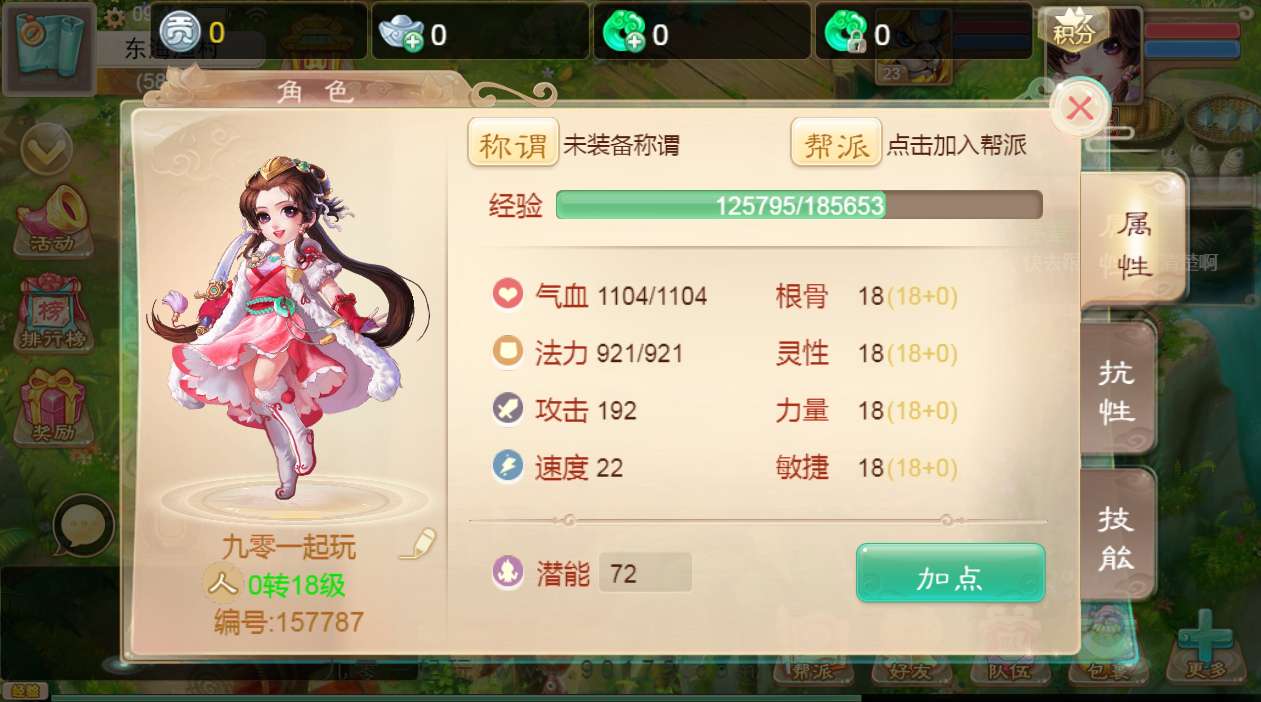 贡 0
0
0
0
积分
23
角色
称谓 未装备称谓
帮派 点击加入帮派
经验 125795/185653
气血 1104/1104
根骨 18(18+0)
法力 921/921
灵性 18(18+0)
攻击 192
力量 18(18+0)
速度 22
敏捷 18(18+0)
潜能 72
加点
九零一起玩
人 0转18级
编号:157787
属性
抗性
技能
活动
榜
排行榜
奖励
帮派
好友
队伍
包裹
更多
经验